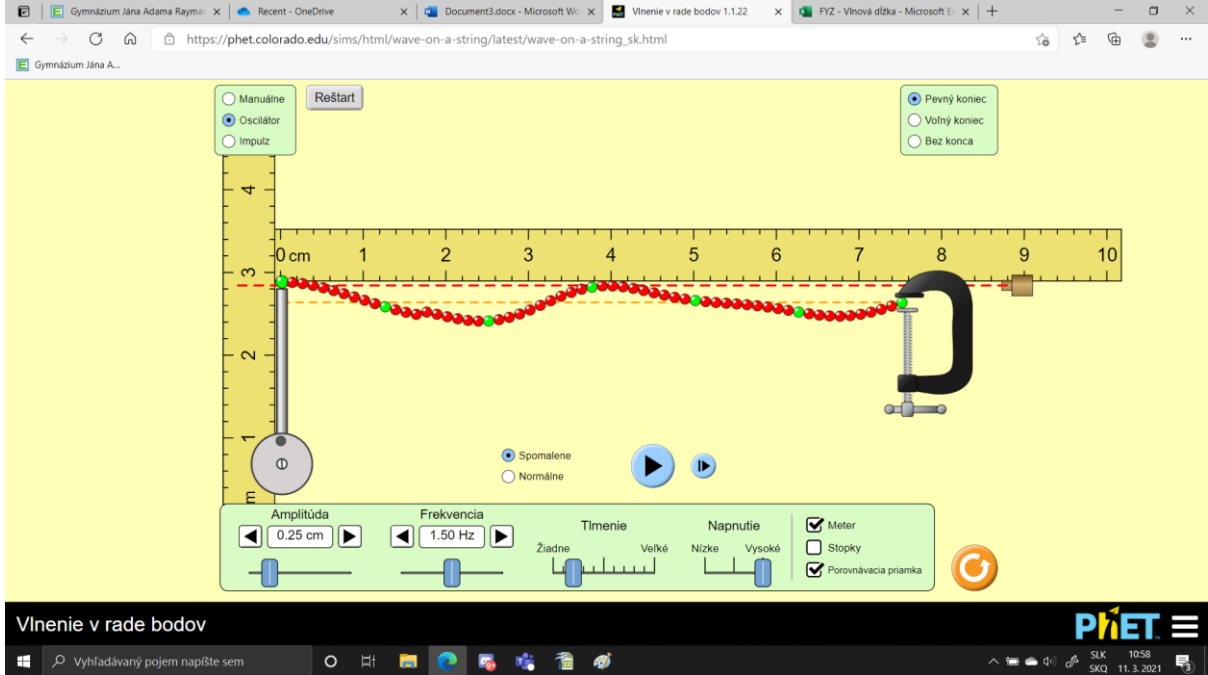 Gymnázium Jána Adama Raymar
Recent - OneDrive
Document3.docx - Microsoft Wo
Vlnenie v rade bodov 1.1.22
FYZ - Vlnová dĺžka - Microsoft E
https://phet.colorado.edu/sims/html/wave-on-a-string/latest/wave-on-a-string_sk.html
Gymnázium Jána A...
Manuálne
Oscilátor
Impulz
Reštart
Pevný koniec
Voľný koniec
Bez konca
4
3
2
1
0 cm 1 2 3 4 5 6 7 8 9 10
Spomalene
Normálne
Amplitúda
0.25 cm
Frekvencia
1.50 Hz
Tlmenie
Žiadne Veľké
Napnutie
Nízke Vysoké
Meter
Stopky
Porovnávacia priamka
Vlnenie v rade bodov
PhET
Vyhľadávaný pojem napíšte sem
SLK
SKQ
10:58
11. 3. 2021
3